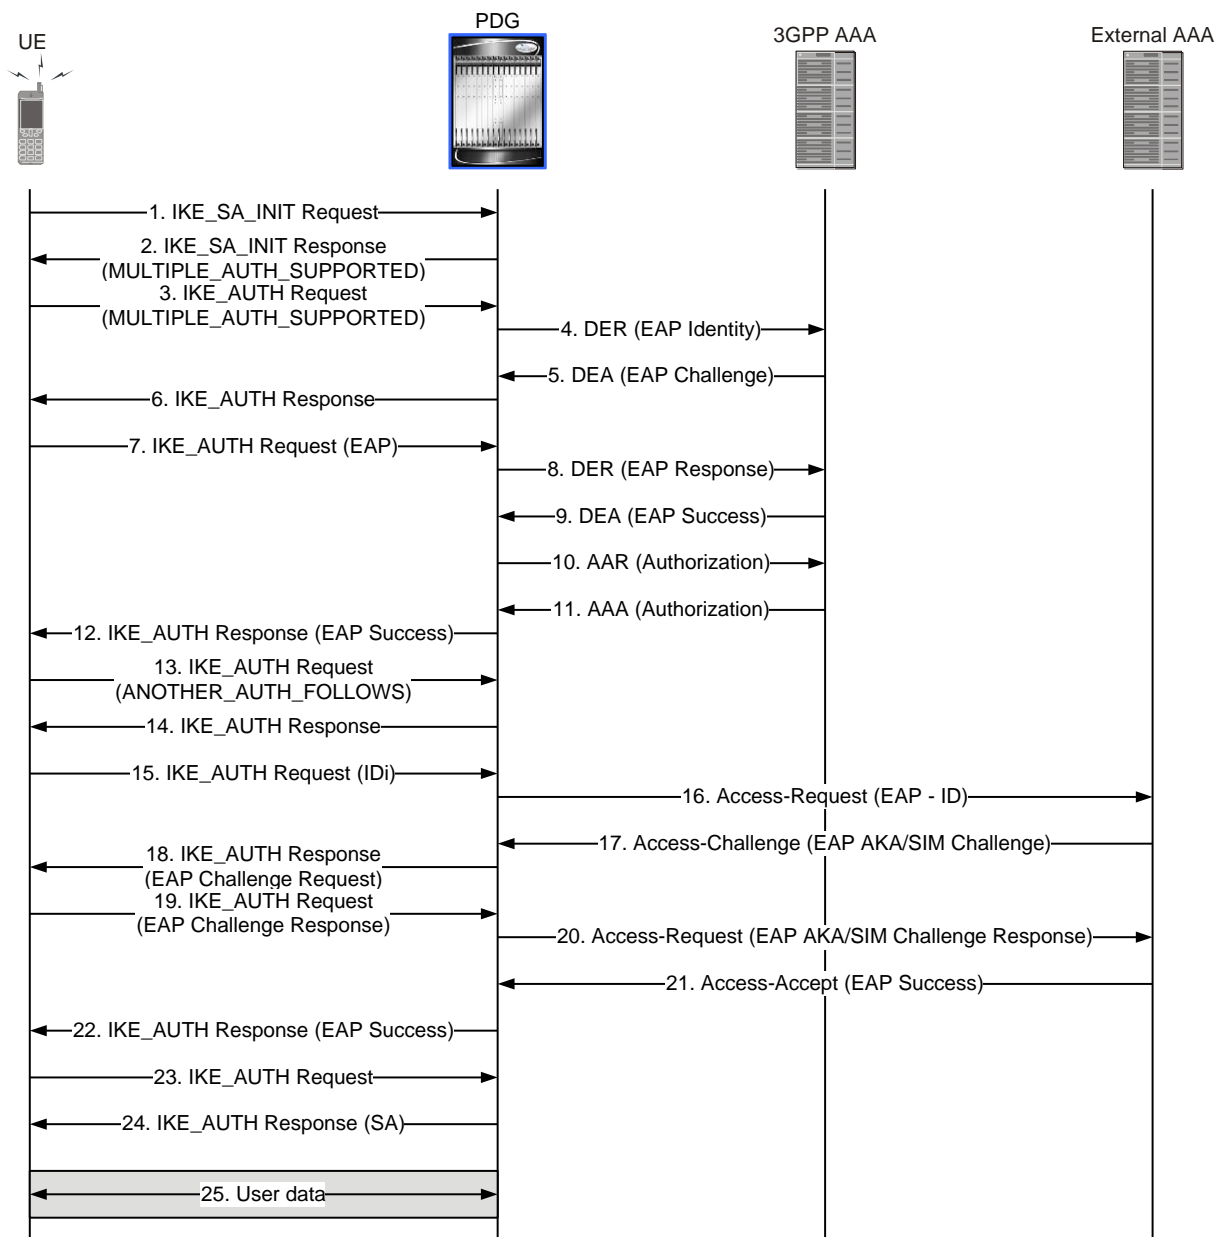 UE
PDG
3GPP AAA
External AAA
1. IKE_SA_INIT Request
2. IKE_SA_INIT Response
(MULTIPLE_AUTH_SUPPORTED)
3. IKE_AUTH Request
(MULTIPLE_AUTH_SUPPORTED)
4. DER (EAP Identity)
5. DEA (EAP Challenge)
6. IKE_AUTH Response
7. IKE_AUTH Request (EAP)
8. DER (EAP Response)
9. DEA (EAP Success)
10. AAR (Authorization)
11. AAA (Authorization)
12. IKE_AUTH Response (EAP Success)
13. IKE_AUTH Request
(ANOTHER_AUTH_FOLLOWS)
14. IKE_AUTH Response
15. IKE_AUTH Request (IDi)
16. Access-Request (EAP - ID)
17. Access-Challenge (EAP AKA/SIM Challenge)
18. IKE_AUTH Response
(EAP Challenge Request)
19. IKE_AUTH Request
(EAP Challenge Response)
20. Access-Request (EAP AKA/SIM Challenge Response)
21. Access-Accept (EAP Success)
22. IKE_AUTH Response (EAP Success)
23. IKE_AUTH Request
24. IKE_AUTH Response (SA)
25. User data